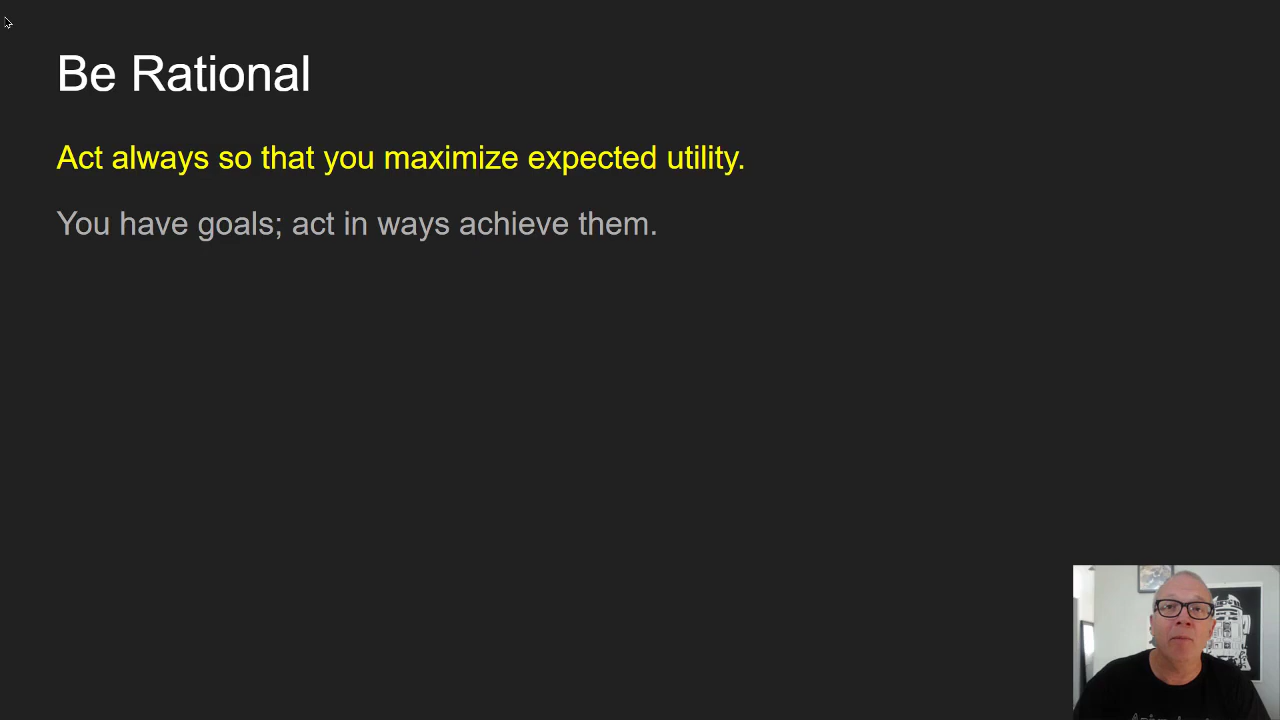 Be Rational
Act always so that you maximize expected utility.
You have goals; act in ways achieve them.